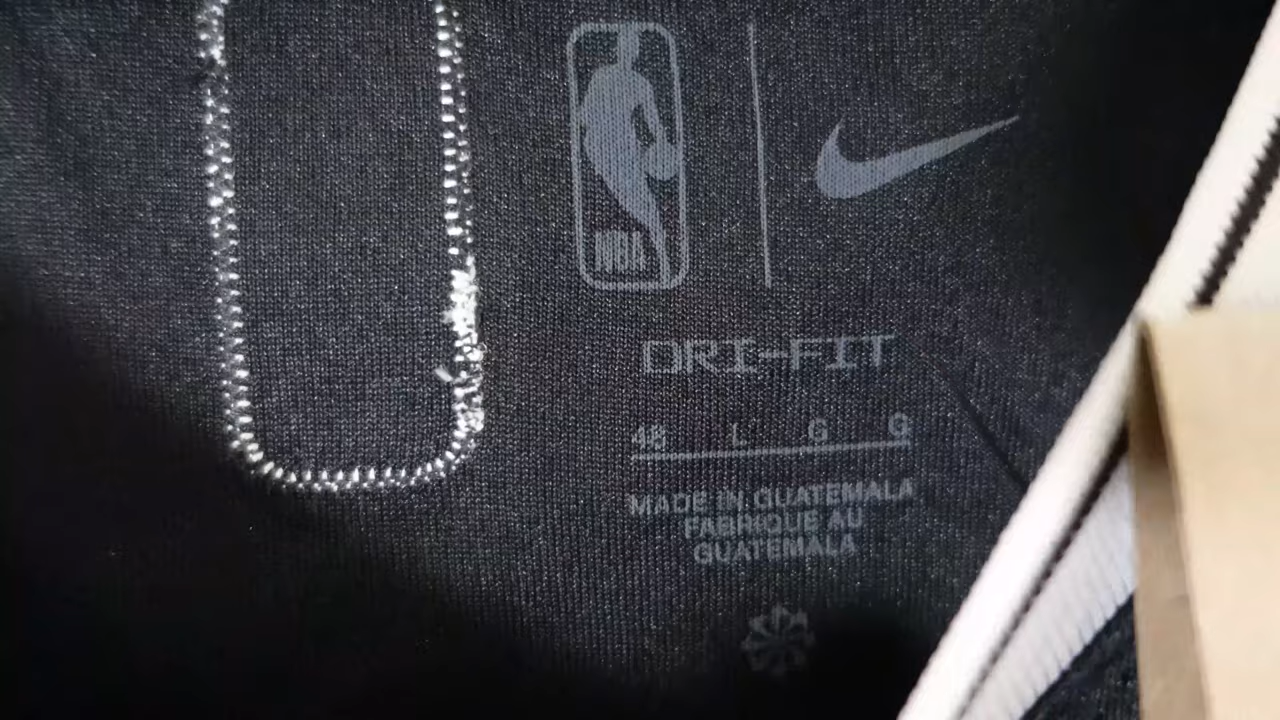 NBA
DRI-FIT
48 L G G
MADE IN GUATEMALA
FABRIQUE AU
GUATEMALA